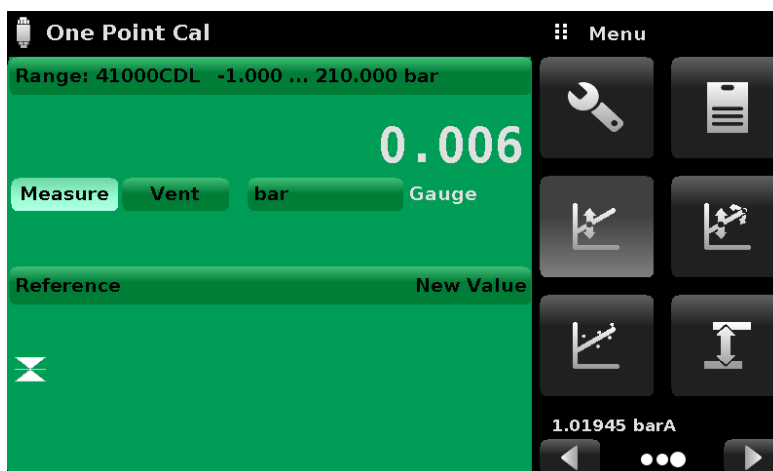 One Point Cal
Menu
Range: 41000CDL -1.000 ... 210.000 bar
0.006
Measure Vent bar Gauge
Reference New Value
1.01945 barA